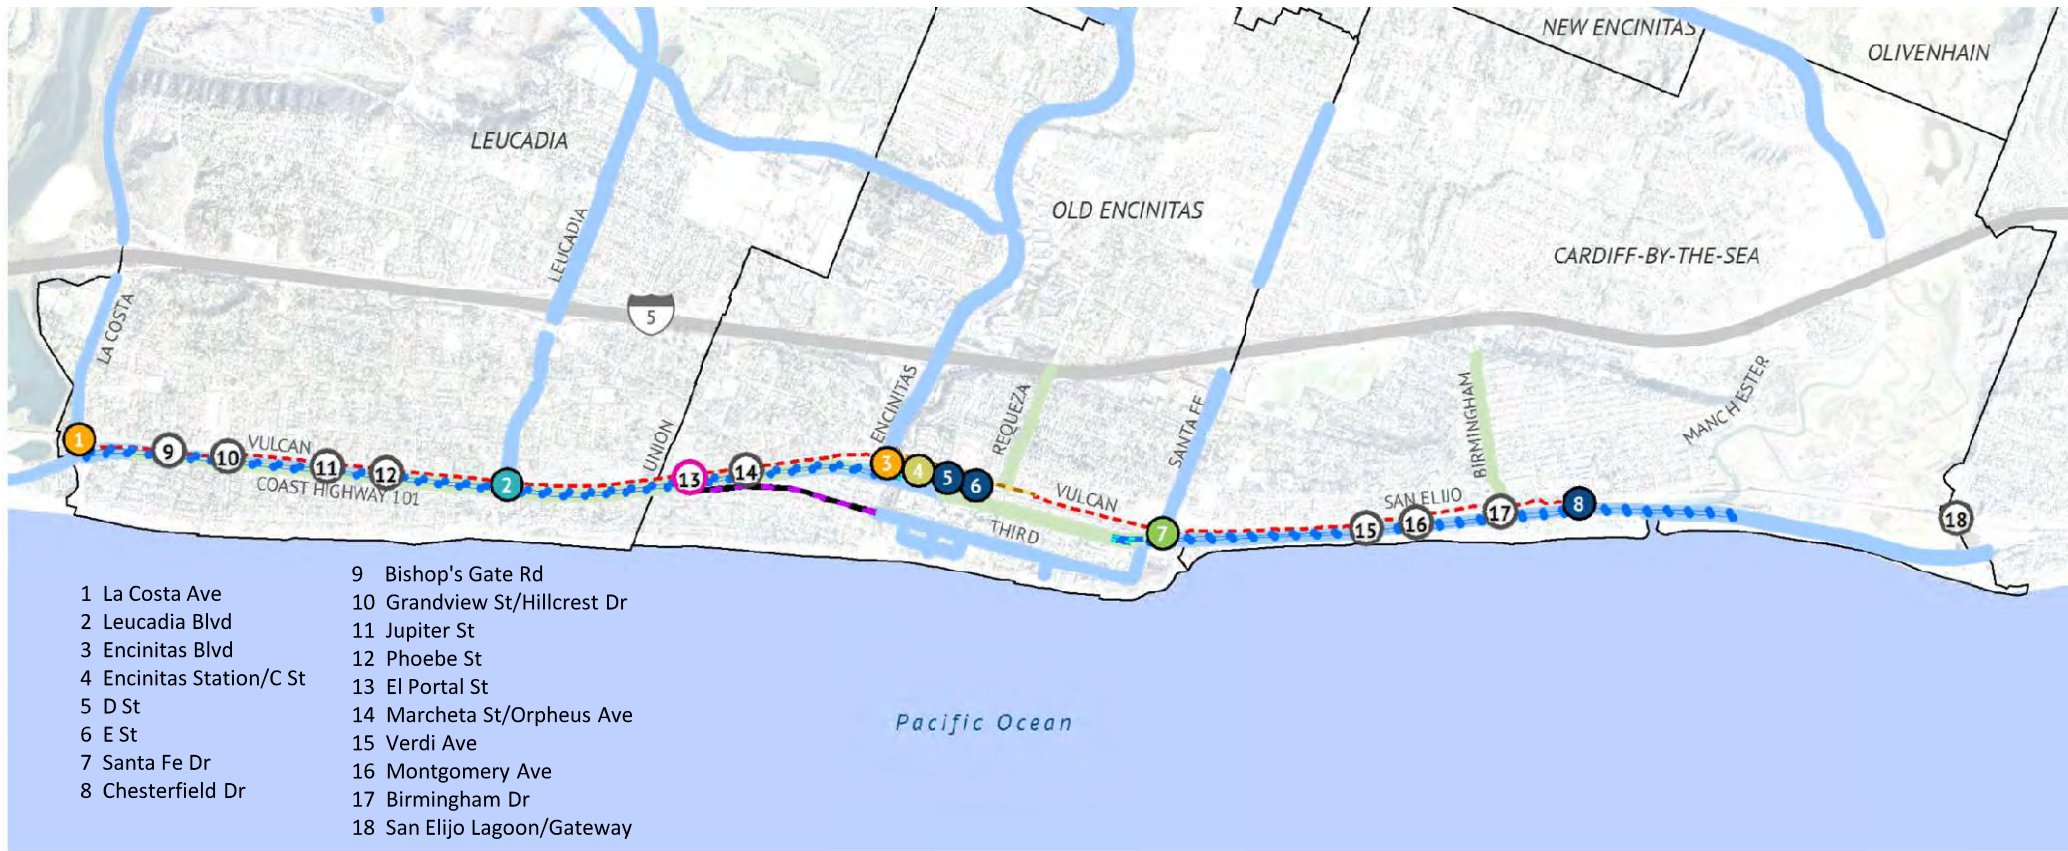 NEW ENCINITAS
OLIVENHAIN
LEUCADIA
OLD ENCINITAS
CARDIFF-BY-THE-SEA
LEUCADIA
5
LA COSTA
ENCINITAS
REQUEZA
SANTA FE
BIRMINGHAM
MANCHESTER
UNION
1
9
10
VULCAN
11
12
COAST HIGHWAY 101
2
13
14
3
4
5
6
VULCAN
THIRD
7
15
16
SAN ELIJO
17
8
18
1 La Costa Ave
2 Leucadia Blvd
3 Encinitas Blvd
4 Encinitas Station/C St
5 D St
6 E St
7 Santa Fe Dr
8 Chesterfield Dr
9 Bishop's Gate Rd
10 Grandview St/Hillcrest Dr
11 Jupiter St
12 Phoebe St
13 El Portal St
14 Marcheta St/Orpheus Ave
15 Verdi Ave
16 Montgomery Ave
17 Birmingham Dr
18 San Elijo Lagoon/Gateway
Pacific Ocean